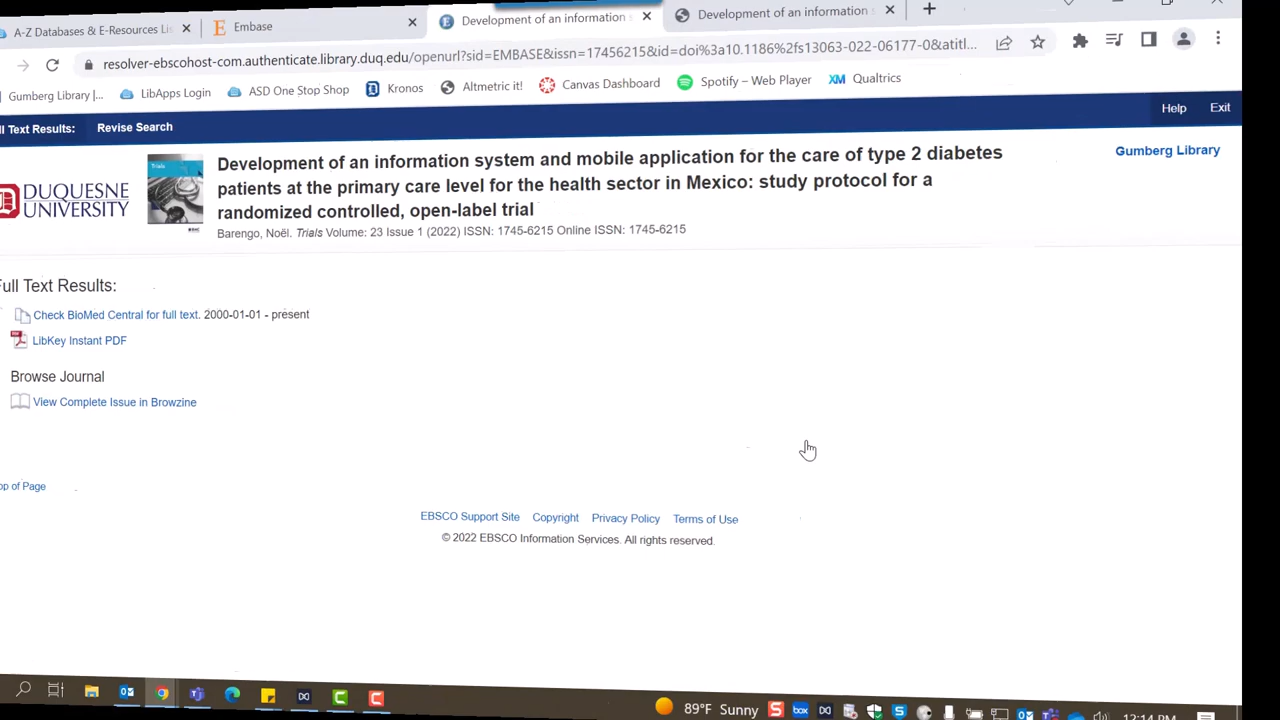 A-Z Databases & E-Resources Lis
Embase
Development of an information s
Development of an information s
resolver-ebscohost-com.authenticate.library.duq.edu/openurl?sid=EMBASE&issn=17456215&id=doi%3a10.1186%2fs13063-022-06177-0&atitl...
Gumberg Library |...
LibApps Login
ASD One Stop Shop
Kronos
Altmetric it!
Canvas Dashboard
Spotify – Web Player
XM Qualtrics
ll Text Results: Revise Search
Help Exit
DUQUESNE
UNIVERSITY
Trials
Development of an information system and mobile application for the care of type 2 diabetes
patients at the primary care level for the health sector in Mexico: study protocol for a
randomized controlled, open-label trial
Barengo, Noël. Trials Volume: 23 Issue 1 (2022) ISSN: 1745-6215 Online ISSN: 1745-6215
Gumberg Library
Full Text Results:
Check BioMed Central for full text. 2000-01-01 - present
LibKey Instant PDF
Browse Journal
View Complete Issue in Browzine
op of Page
EBSCO Support Site Copyright Privacy Policy Terms of Use
© 2022 EBSCO Information Services. All rights reserved.
89°F Sunny
12:14 PM